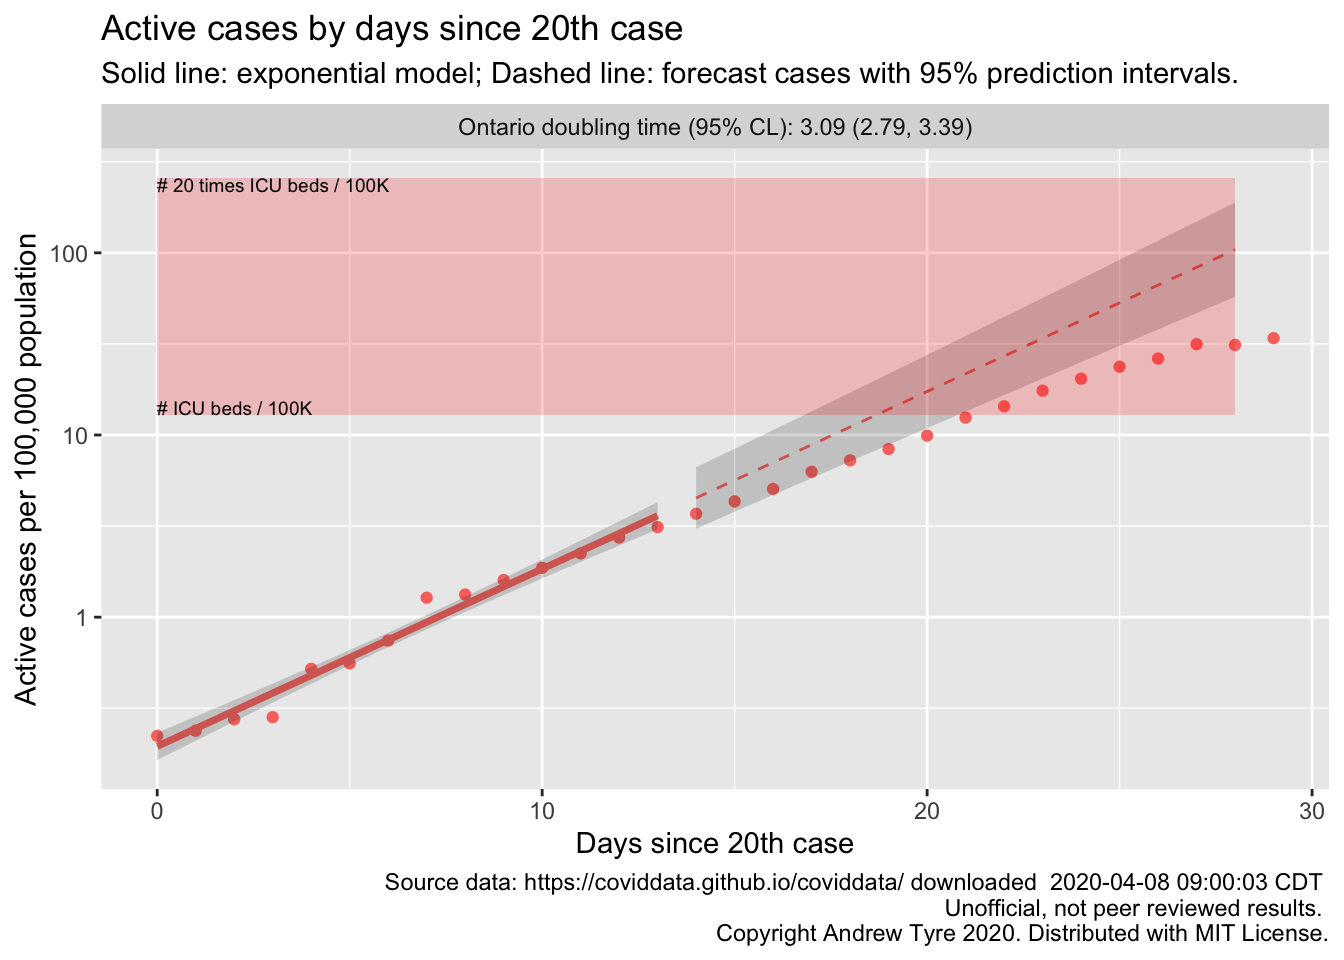 Active cases by days since 20th case
Solid line: exponential model; Dashed line: forecast cases with 95% prediction intervals.
Ontario doubling time (95% CL): 3.09 (2.79, 3.39)
# 20 times ICU beds / 100K
# ICU beds / 100K
Active cases per 100,000 population
100
10
1
0
10
20
30
Days since 20th case
Source data: https://coviddata.github.io/coviddata/ downloaded  2020-04-08 09:00:03 CDT
Unofficial, not peer reviewed results.
Copyright Andrew Tyre 2020. Distributed with MIT License.